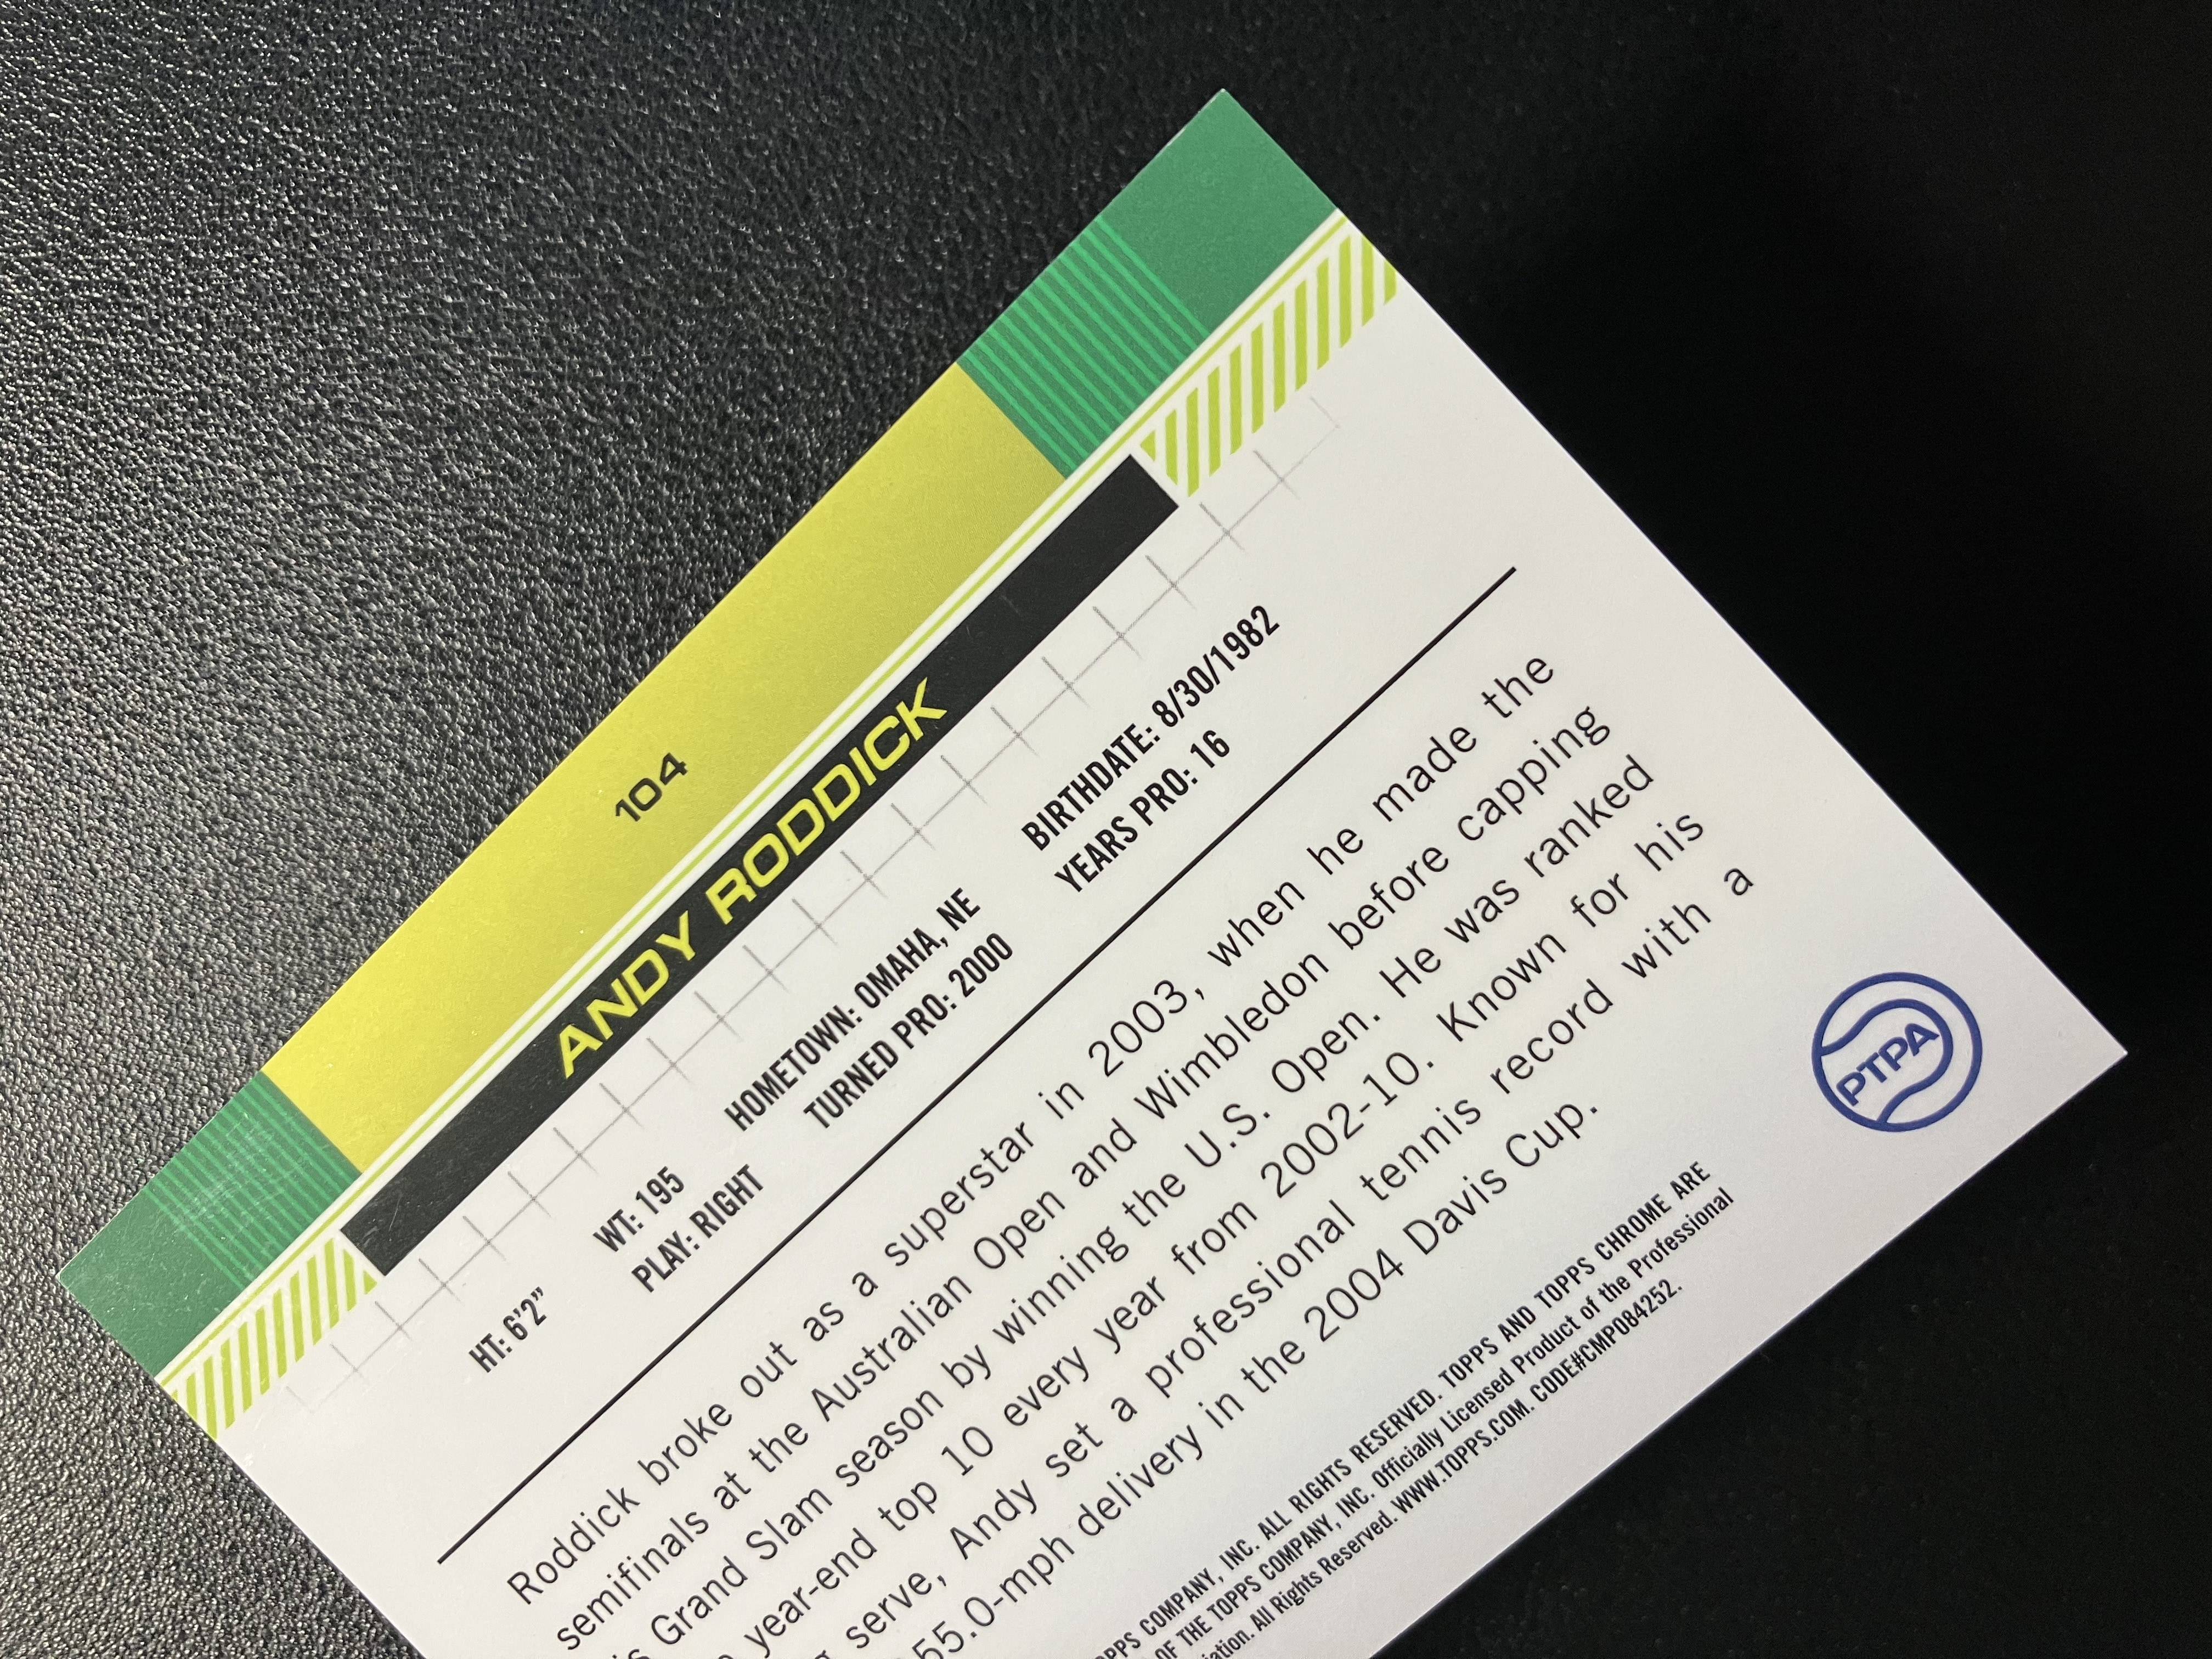 104
ANDY RODDICK
HT: 6'2" WT: 195 HOMETOWN: OMAHA, NE BIRTHDATE: 8/30/1982
PLAY: RIGHT TURNED PRO: 2000 YEARS PRO: 16
Roddick broke out as a superstar in 2003, when he made the
semifinals at the Australian Open and Wimbledon before capping
Grand Slam season by winning the U.S. Open. He was ranked
year-end top 10 every year from 2002-10. Known for his
serve, Andy set a professional tennis record with a
55.0-mph delivery in the 2004 Davis Cup.
PTPA
COMPANY, INC. ALL RIGHTS RESERVED. TOPPS AND TOPPS CHROME ARE
OF THE TOPPS COMPANY, INC. Officially Licensed Product of the Professional
All Rights Reserved. WWW.TOPPS.COM. CODE#CMP084252.